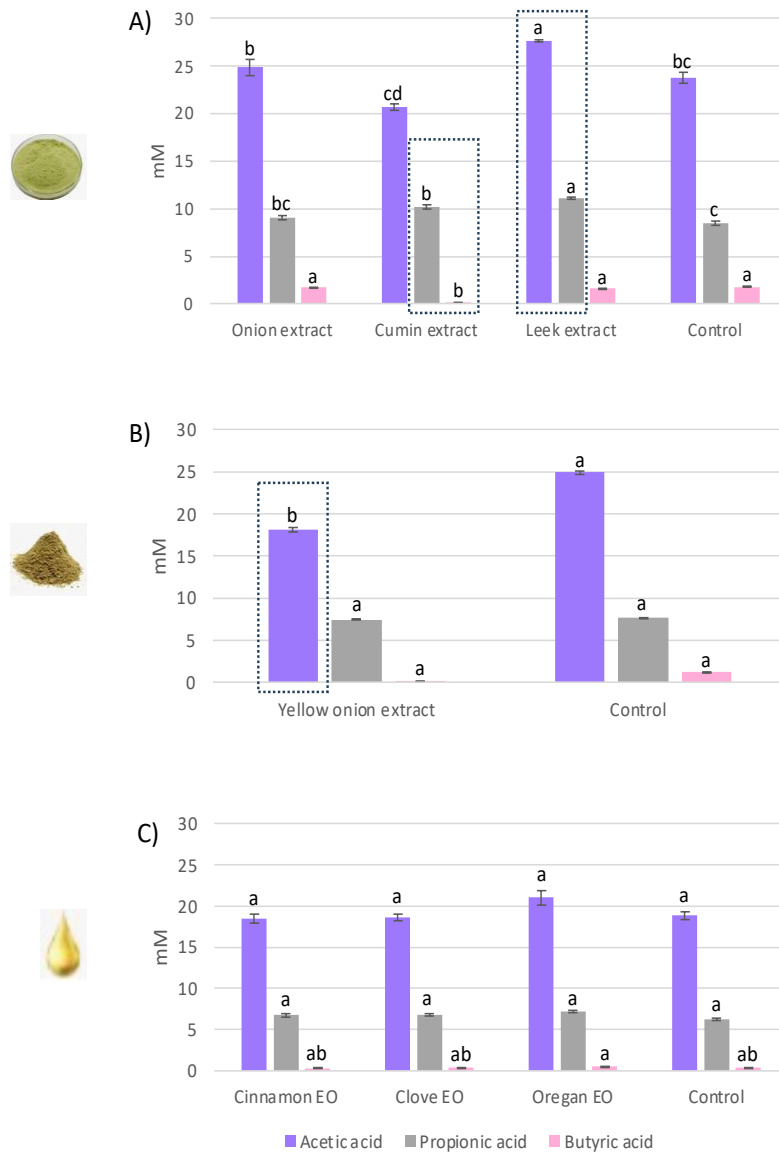 A)
30
25
20
15
10
5
0
mM
b
bc
a
cd
b
b
a
a
a
bc
c
a
Onion extract
Cumin extract
Leek extract
Control
B)
30
25
20
15
10
5
0
mM
b
a
a
a
a
a
Yellow onion extract
Control
C)
30
25
20
15
10
5
0
mM
a
a
ab
a
a
ab
a
a
a
a
a
ab
Cinnamon EO
Clove EO
Oregan EO
Control
Acetic acid
Propionic acid
Butyric acid